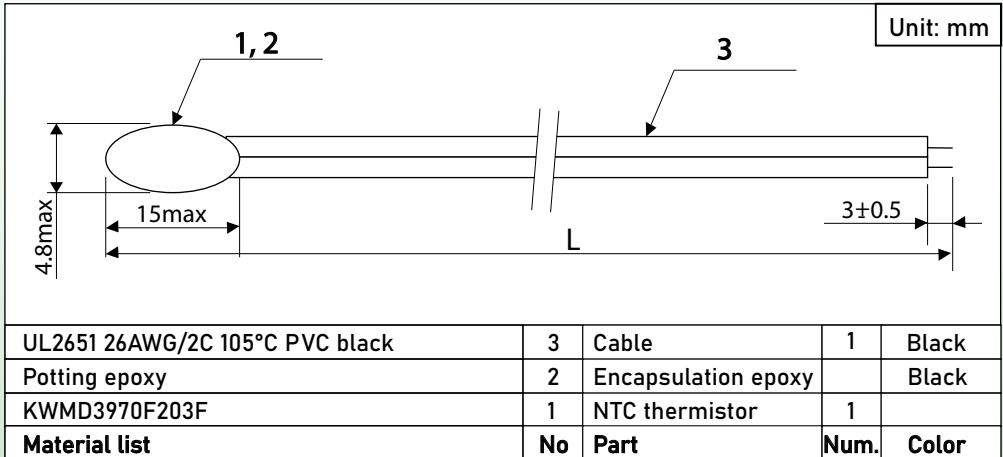 Unit: mm
1, 2
3
4.8max
15max
3±0.5
L
UL2651 26AWG/2C 105°C PVC black 3 Cable 1 Black
Potting epoxy 2 Encapsulation epoxy Black
KWMD3970F203F 1 NTC thermistor 1
Material list No Part Num. Color